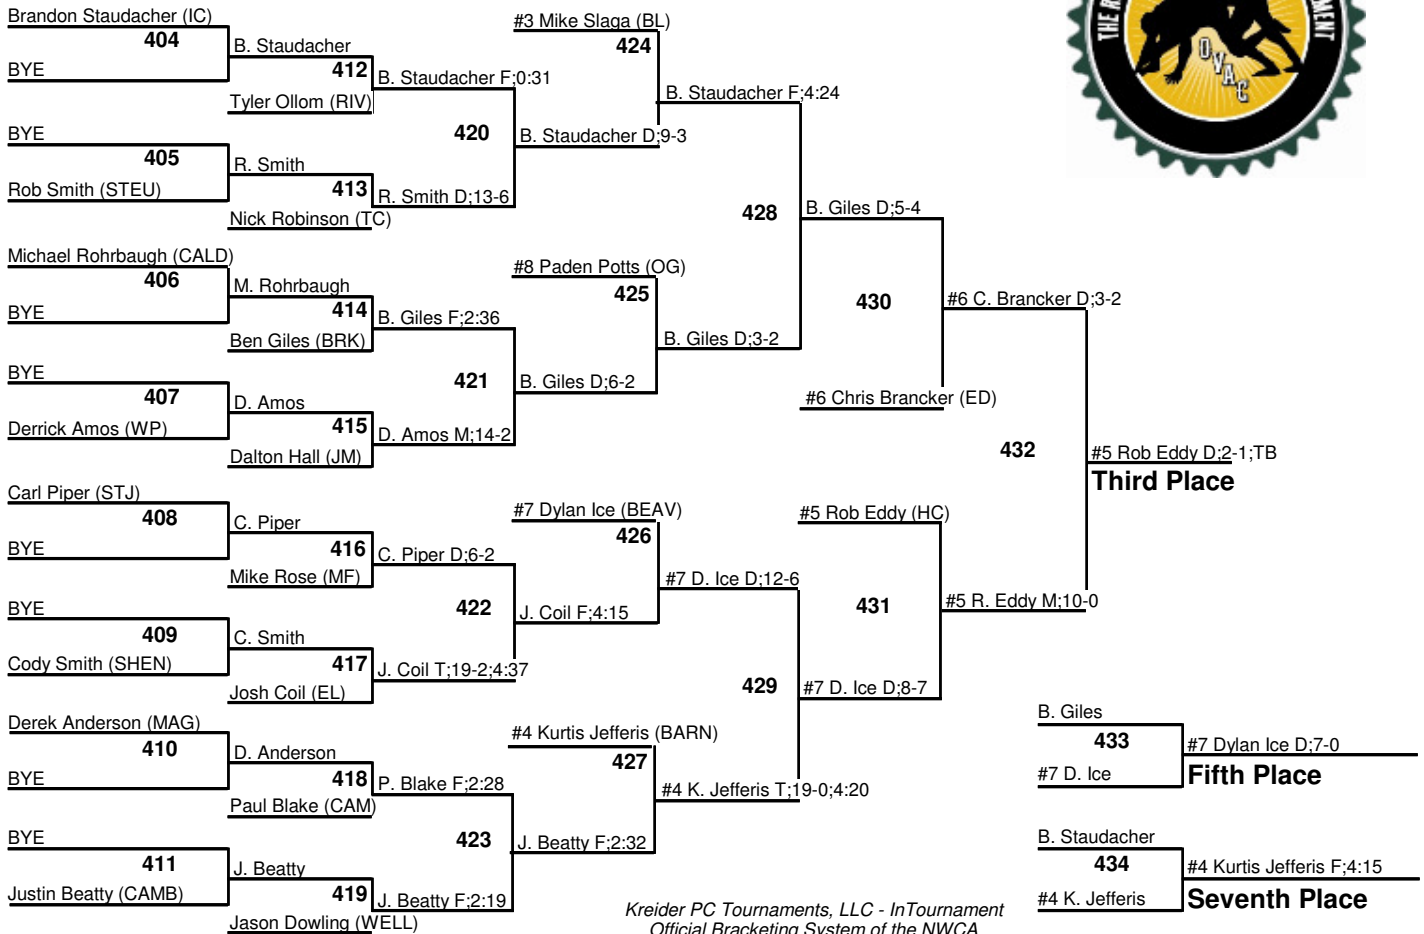 Brandon Staudacher (IC)
404
BYE
B. Staudacher
412
Tyler Ollom (RIV)
B. Staudacher F;0:31
BYE
405
Rob Smith (STEU)
R. Smith
413
Nick Robinson (TC)
R. Smith D;13-6
420
#3 Mike Slaga (BL)
424
B. Staudacher D;9-3
B. Staudacher F;4:24
Michael Rohrbaugh (CALD)
406
BYE
M. Rohrbaugh
414
Ben Giles (BRK)
B. Giles F;2:36
BYE
407
Derrick Amos (WP)
D. Amos
415
Dalton Hall (JM)
D. Amos M;14-2
421
#8 Paden Potts (OG)
425
B. Giles D;6-2
B. Giles D;3-2
428
B. Giles D;5-4
430
#6 Chris Brancker (ED)
#6 C. Brancker D;3-2
Carl Piper (STJ)
408
BYE
C. Piper
416
Mike Rose (MF)
C. Piper D;6-2
BYE
409
Cody Smith (SHEN)
C. Smith
417
Josh Coil (EL)
J. Coil T;19-2;4:37
422
#7 Dylan Ice (BEAV)
426
J. Coil F;4:15
#7 D. Ice D;12-6
Derek Anderson (MAG)
410
BYE
D. Anderson
418
Paul Blake (CAM)
P. Blake F;2:28
BYE
411
Justin Beatty (CAMB)
J. Beatty
419
Jason Dowling (WELL)
J. Beatty F;2:19
423
#4 Kurtis Jefferis (BARN)
427
J. Beatty F;2:32
#4 K. Jefferis T;19-0;4:20
429
#5 Rob Eddy (HC)
431
#7 D. Ice D;8-7
#5 R. Eddy M;10-0
432
#5 Rob Eddy D;2-1;TB
Third Place
B. Giles
433
#7 D. Ice
#7 Dylan Ice D;7-0
Fifth Place
B. Staudacher
434
#4 K. Jefferis
#4 Kurtis Jefferis F;4:15
Seventh Place
Kreider PC Tournaments, LLC - InTournament
Official Bracketing System of the NWCA
THE
OVAC